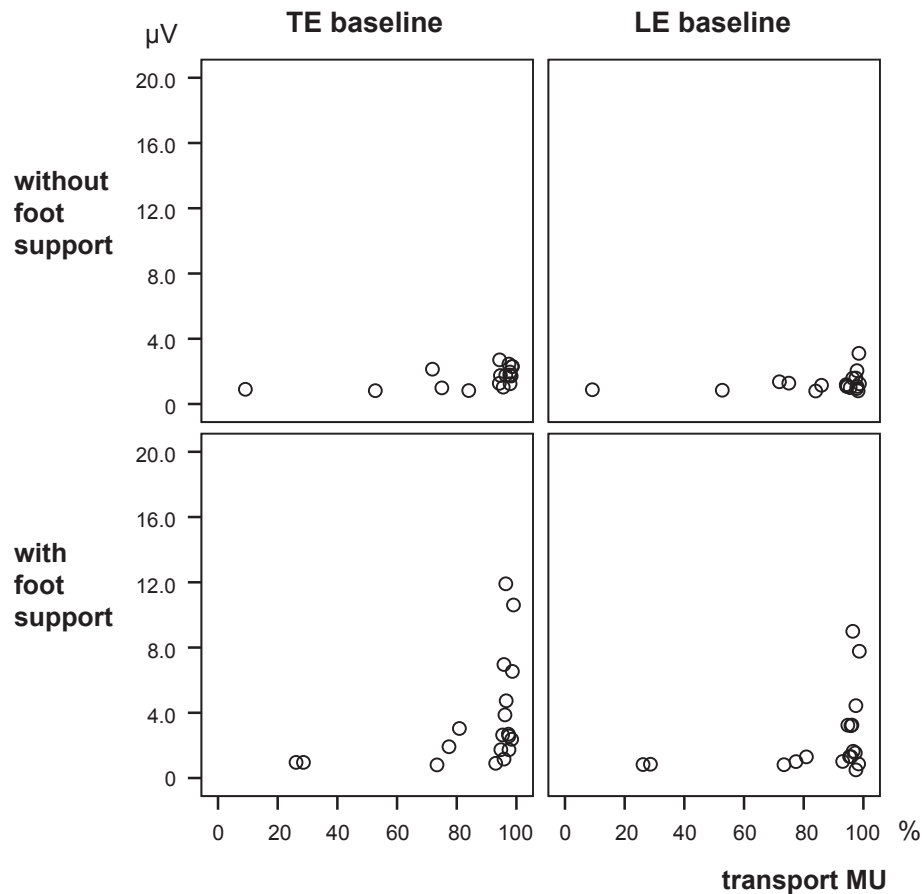 µV
TE baseline
LE baseline
without
foot
support
20.0
16.0
12.0
8.0
4.0
0
with
foot
support
20.0
16.0
12.0
8.0
4.0
0
0 20 40 60 80 100
0 20 40 60 80 100 %
transport MU